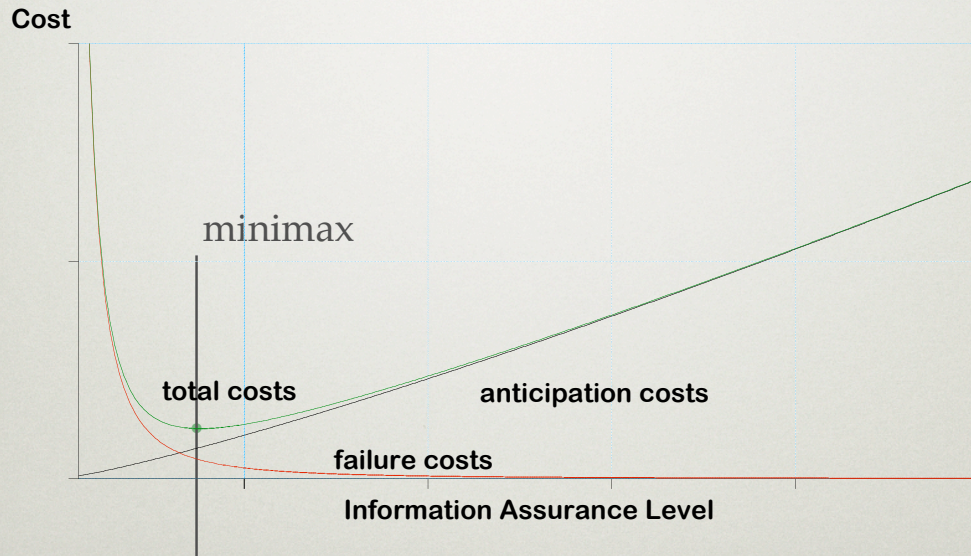 Cost
minimax
total costs
anticipation costs
failure costs
Information Assurance Level